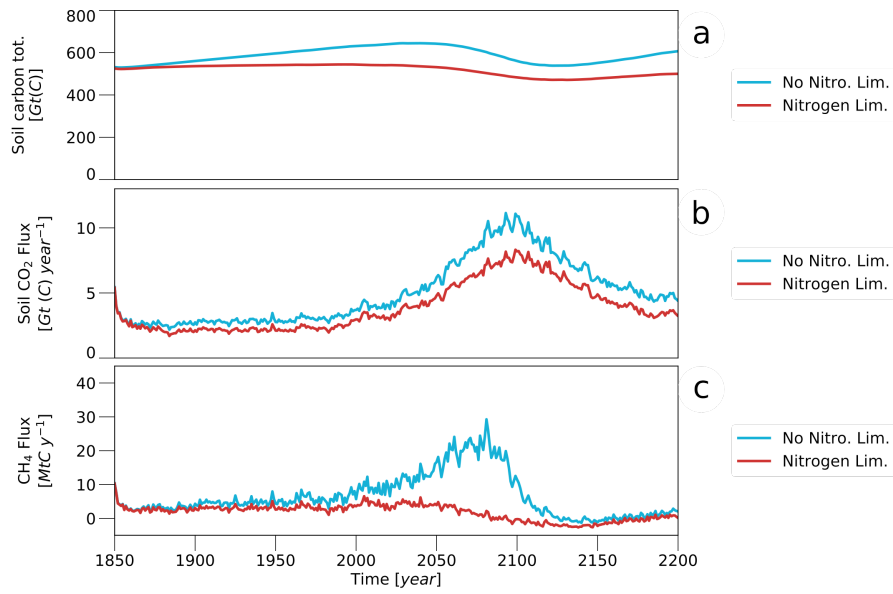 800
600
400
200
0
Soil carbon tot.
[Gt(C)]
a
No Nitro. Lim.
Nitrogen Lim.
10
5
0
Soil CO₂ Flux
[Gt (C) year⁻¹]
b
No Nitro. Lim.
Nitrogen Lim.
40
30
20
10
0
CH₄ Flux
[MtC y⁻¹]
c
No Nitro. Lim.
Nitrogen Lim.
1850 1900 1950 2000 2050 2100 2150 2200
Time [year]